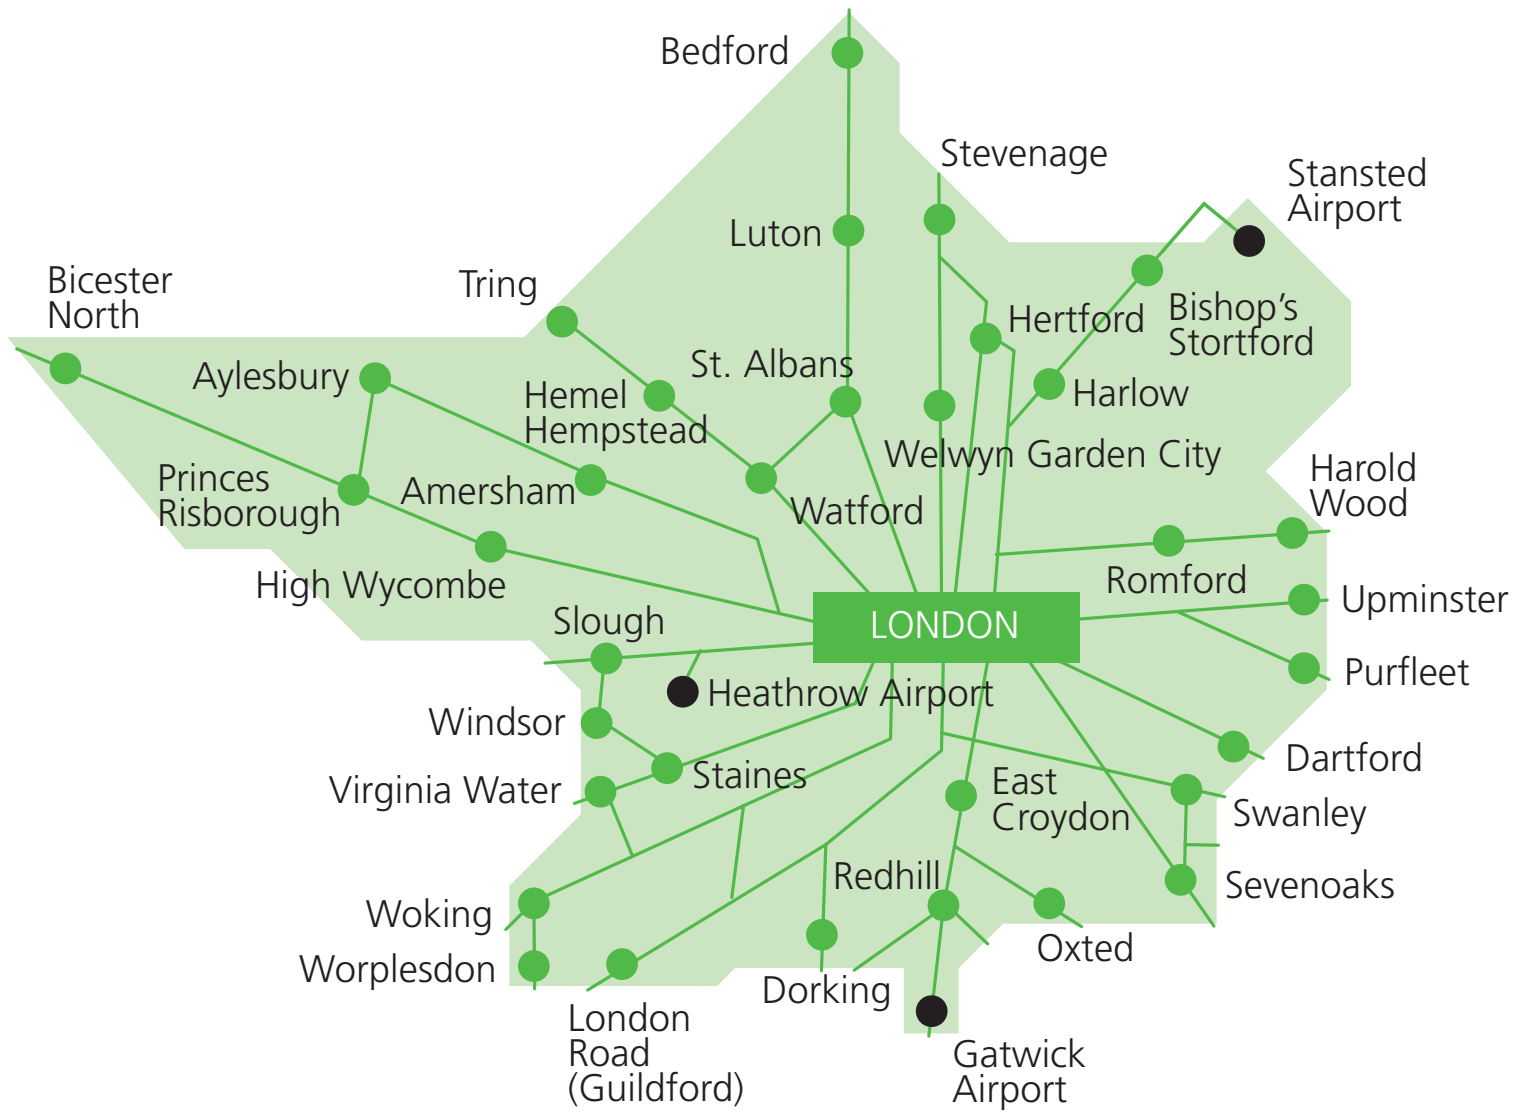 Bedford
Stevenage
Stansted
Airport
Luton
Bicester
North
Tring
Hertford
Bishop’s
Stortford
Aylesbury
St. Albans
Hemel
Hempstead
Harlow
Welwyn Garden City
Harold
Wood
Princes
Risborough
Amersham
Watford
High Wycombe
Romford
Upminster
Slough
LONDON
Purfleet
Heathrow Airport
Windsor
Dartford
Virginia Water
Staines
East
Croydon
Swanley
Redhill
Sevenoaks
Woking
Oxted
Worplesdon
Dorking
London
Road
(Guildford)
Gatwick
Airport